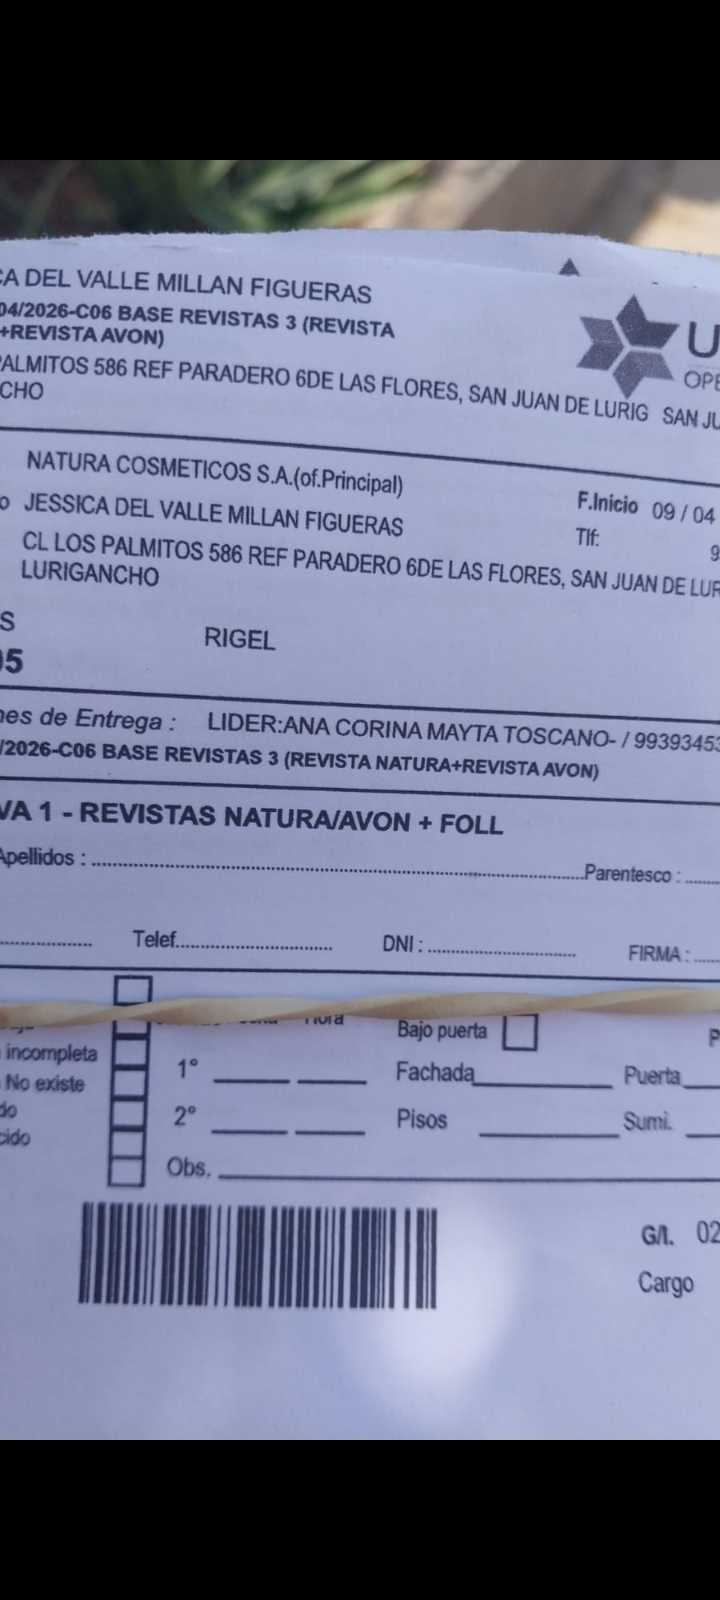 CA DEL VALLE MILLAN FIGUERAS
04/2026-C06 BASE REVISTAS 3 (REVISTA
+REVISTA AVON)
PALMITOS 586 REF PARADERO 6DE LAS FLORES, SAN JUAN DE LURIG SAN JU
CHO
U
OPE
NATURA COSMETICOS S.A.(of.Principal)
F.Inicio 09 / 04
o JESSICA DEL VALLE MILLAN FIGUERAS
Tlf: 9
CL LOS PALMITOS 586 REF PARADERO 6DE LAS FLORES, SAN JUAN DE LUR
LURIGANCHO
S
RIGEL
05
nes de Entrega : LIDER:ANA CORINA MAYTA TOSCANO- / 99393453
/2026-C06 BASE REVISTAS 3 (REVISTA NATURA+REVISTA AVON)
VA 1 - REVISTAS NATURA/AVON + FOLL
Apellidos : Parentesco :
Telef. DNI : FIRMA :
Hora
Bajo puerta P
incompleta
1° Fachada Puerta
No existe
do
2° Pisos Sumi.
cido
Obs.
G/I. 02
Cargo